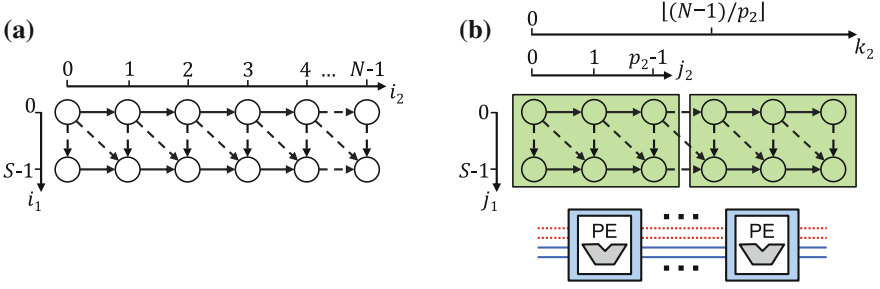 (a)
0 1 2 3 4 ... N-1
i2
0
S-1
i1
(b)
0 ⌊(N−1)/p2⌋
k2
0 1 p2-1
j2
0
S-1
j1
PE PE